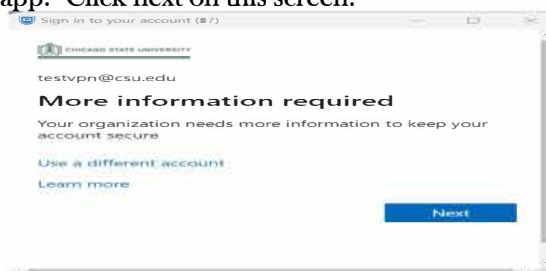 app. Click next on this screen.
Sign in to your account (#7)
CHICAGO STATE UNIVERSITY
testvpn@csu.edu
More information required
Your organization needs more information to keep your
account secure
Use a different account
Learn more
Next